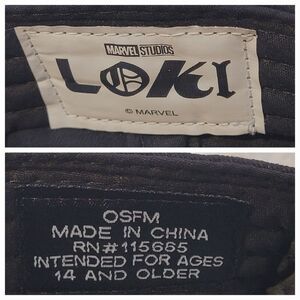 MARVEL STUDIOS
LOKI
© MARVEL
OSFM
MADE IN CHINA
RN#115665
INTENDED FOR AGES
14 AND OLDER